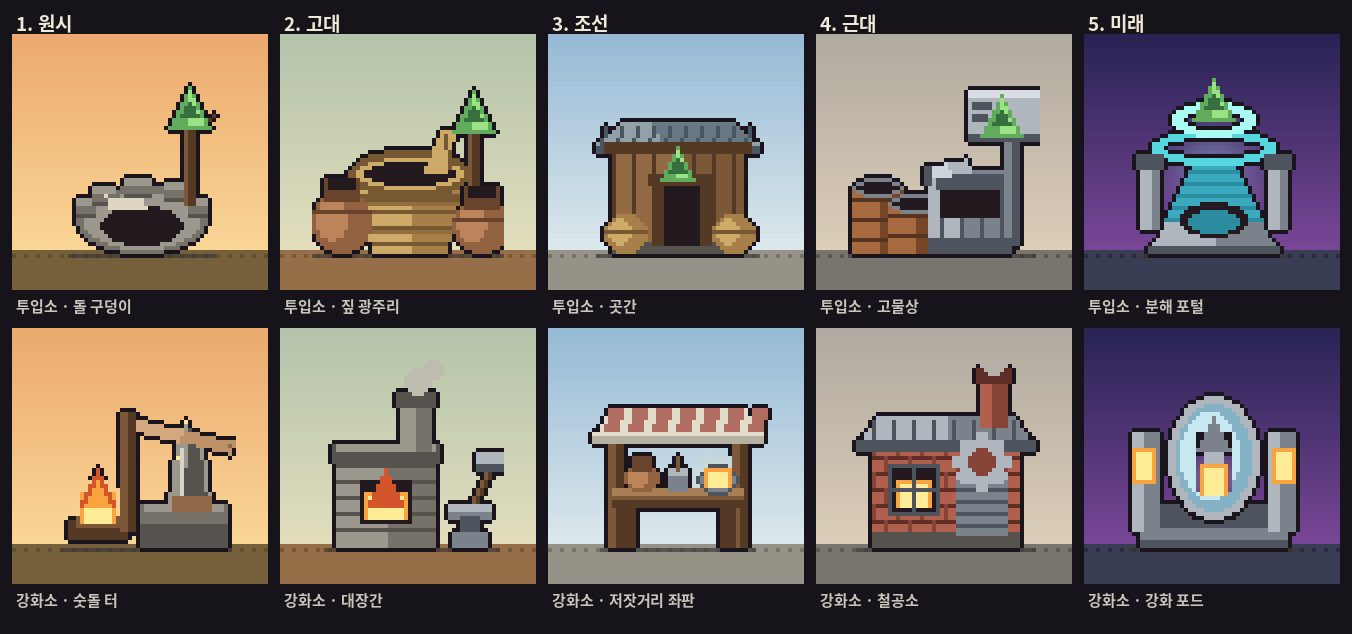 1. 원시
2. 고대
3. 조선
4. 근대
5. 미래
투입소 · 돌 구덩이
투입소 · 짚 광주리
투입소 · 곳간
투입소 · 고물상
투입소 · 분해 포털
강화소 · 숫돌 터
강화소 · 대장간
강화소 · 저잣거리 좌판
강화소 · 철공소
강화소 · 강화 포드